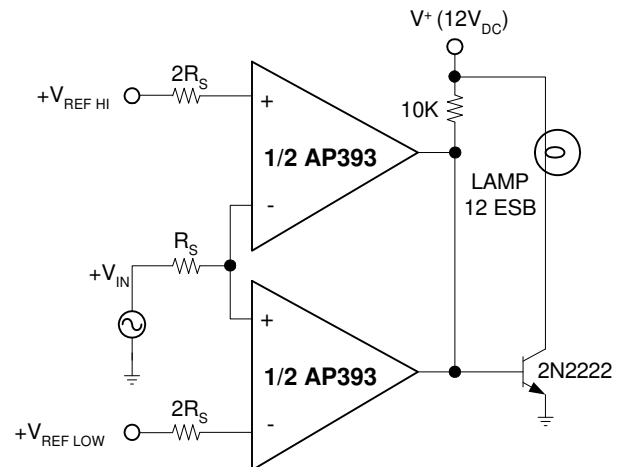 V+ (12VDC)
2RS
+VREF HI
+
10K
1/2 AP393
-
LAMP
12 ESB
RS
+VIN
+
1/2 AP393
2N2222
2RS
-
+VREF LOW